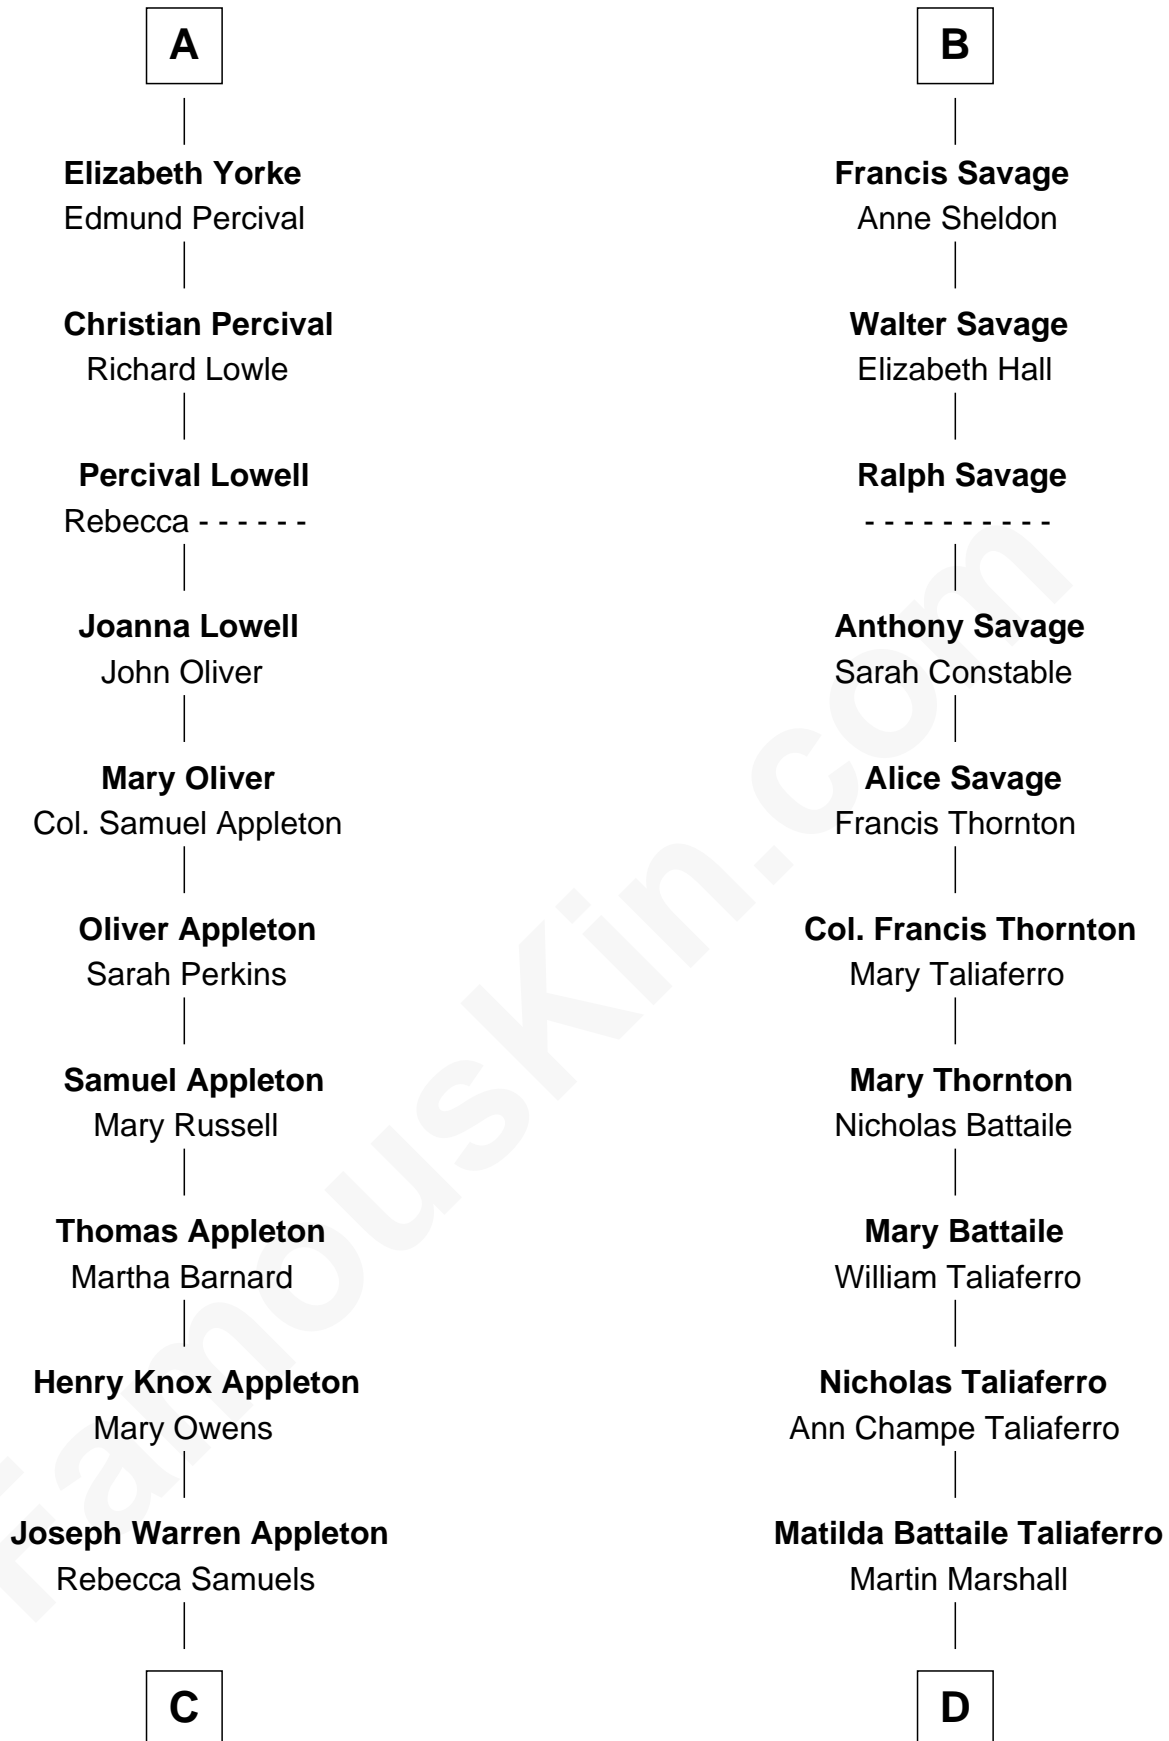 A
Elizabeth Yorke
Edmund Percival
Christian Percival
Richard Lowle
Percival Lowell
Rebecca - - - - - -
Joanna Lowell
John Oliver
Mary Oliver
Col. Samuel Appleton
Oliver Appleton
Sarah Perkins
Samuel Appleton
Mary Russell
Thomas Appleton
Martha Barnard
Henry Knox Appleton
Mary Owens
Joseph Warren Appleton
Rebecca Samuels
C
B
Francis Savage
Anne Sheldon
Walter Savage
Elizabeth Hall
Ralph Savage
- - - - - - - - - -
Anthony Savage
Sarah Constable
Alice Savage
Francis Thornton
Col. Francis Thornton
Mary Taliaferro
Mary Thornton
Nicholas Battaile
Mary Battaile
William Taliaferro
Nicholas Taliaferro
Ann Champe Taliaferro
Matilda Battaile Taliaferro
Martin Marshall
D
FamousKin.com